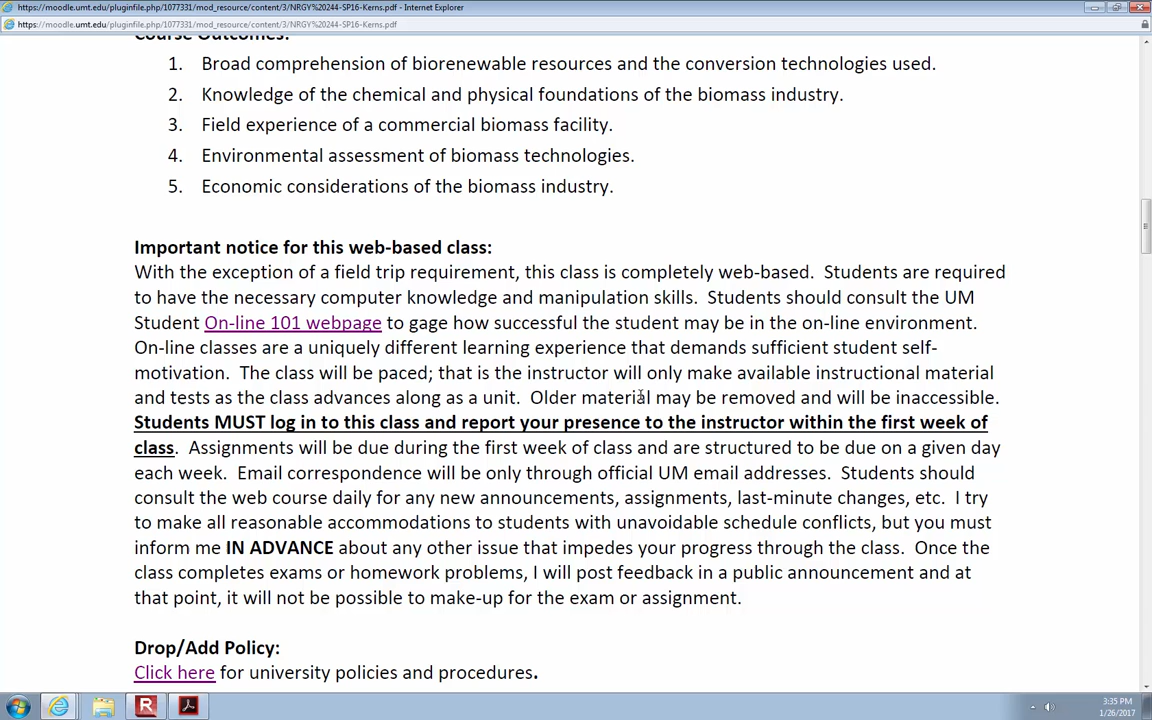 https://moodle.umt.edu/pluginfile.php/1077331/mod_resource/content/3/NRGY%20244-SP16-Kerns.pdf - Internet Explorer
https://moodle.umt.edu/pluginfile.php/1077331/mod_resource/content/3/NRGY%20244-SP16-Kerns.pdf
Course Outcomes:
1. Broad comprehension of biorenewable resources and the conversion technologies used.
2. Knowledge of the chemical and physical foundations of the biomass industry.
3. Field experience of a commercial biomass facility.
4. Environmental assessment of biomass technologies.
5. Economic considerations of the biomass industry.
Important notice for this web-based class:
With the exception of a field trip requirement, this class is completely web-based. Students are required
to have the necessary computer knowledge and manipulation skills. Students should consult the UM
Student On-line 101 webpage to gage how successful the student may be in the on-line environment.
On-line classes are a uniquely different learning experience that demands sufficient student self-
motivation. The class will be paced; that is the instructor will only make available instructional material
and tests as the class advances along as a unit. Older material may be removed and will be inaccessible.
Students MUST log in to this class and report your presence to the instructor within the first week of
class. Assignments will be due during the first week of class and are structured to be due on a given day
each week. Email correspondence will be only through official UM email addresses. Students should
consult the web course daily for any new announcements, assignments, last-minute changes, etc. I try
to make all reasonable accommodations to students with unavoidable schedule conflicts, but you must
inform me IN ADVANCE about any other issue that impedes your progress through the class. Once the
class completes exams or homework problems, I will post feedback in a public announcement and at
that point, it will not be possible to make-up for the exam or assignment.
Drop/Add Policy:
Click here for university policies and procedures.
3:35 PM
1/26/2017